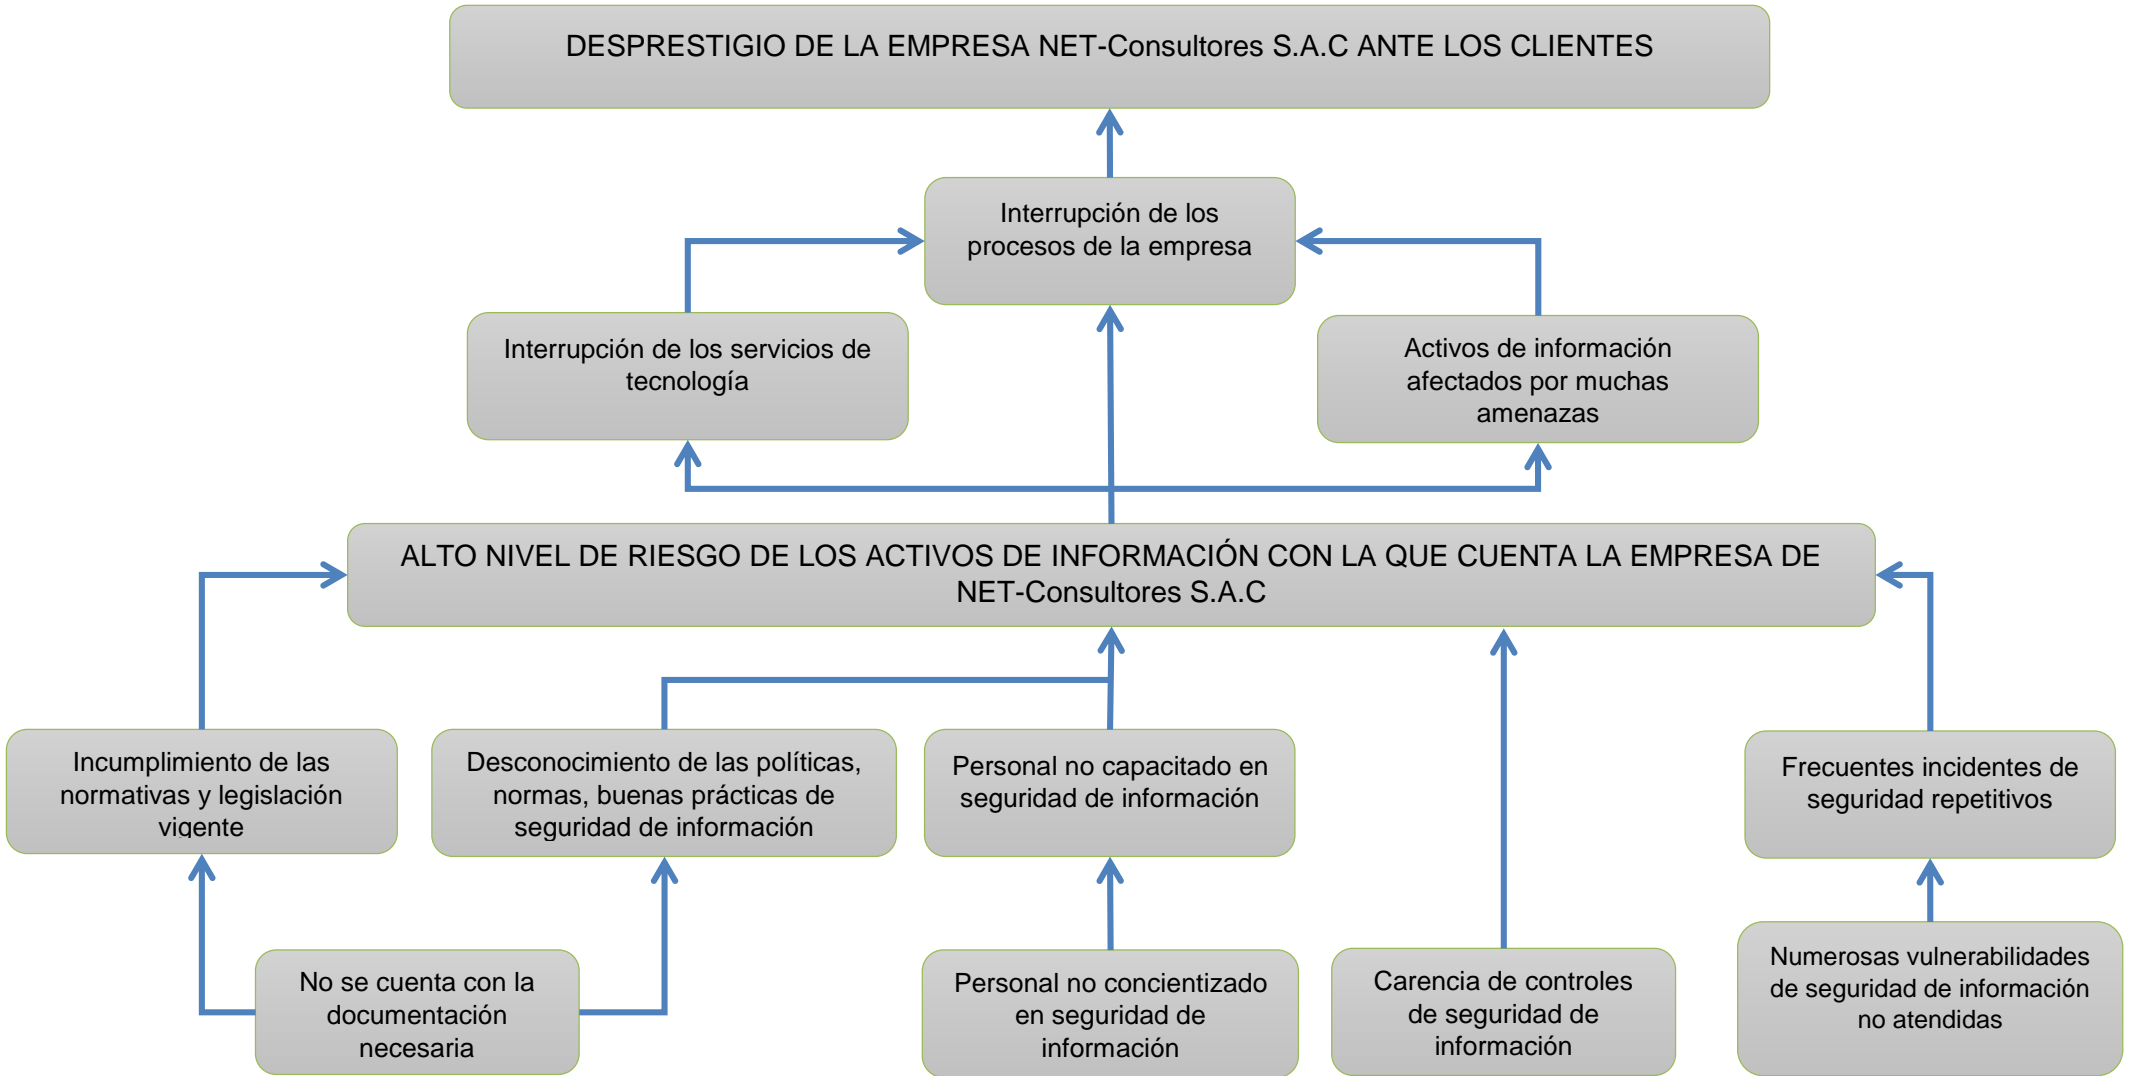 DESPRESTIGIO DE LA EMPRESA NET-Consultores S.A.C ANTE LOS CLIENTES
Interrupción de los
procesos de la empresa
Interrupción de los servicios de
tecnología
Activos de información
afectados por muchas
amenazas
ALTO NIVEL DE RIESGO DE LOS ACTIVOS DE INFORMACIÓN CON LA QUE CUENTA LA EMPRESA DE
NET-Consultores S.A.C
Incumplimiento de las
normativas y legislación
vigente
Desconocimiento de las políticas,
normas, buenas prácticas de
seguridad de información
Personal no capacitado en
seguridad de información
Frecuentes incidentes de
seguridad repetitivos
No se cuenta con la
documentación
necesaria
Personal no concientizado
en seguridad de
información
Carencia de controles
de seguridad de
información
Numerosas vulnerabilidades
de seguridad de información
no atendidas